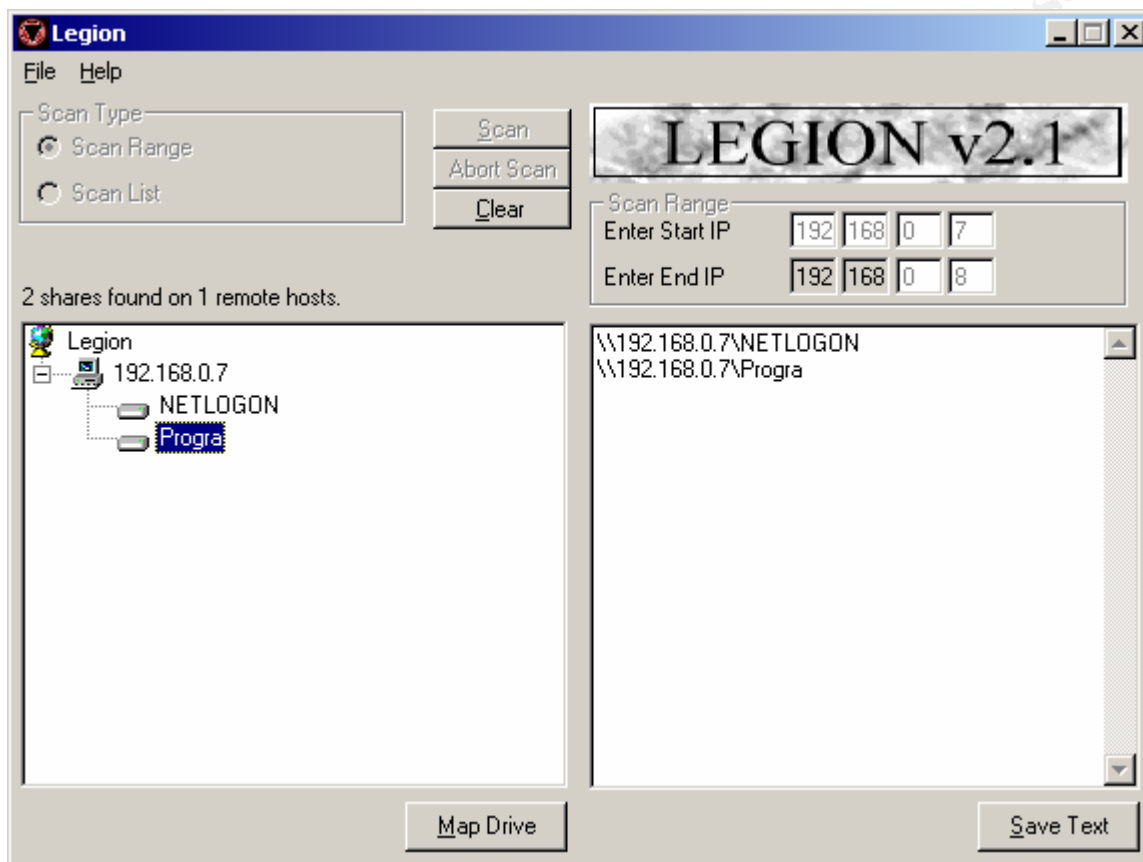 Legion
File Help
Scan Type
Scan Range
Scan List
Scan
Abort Scan
Clear
LEGION v2.1
Scan Range
Enter Start IP 192 168 0 7
Enter End IP 192 168 0 8
2 shares found on 1 remote hosts.
Legion
192.168.0.7
NETLOGON
Progra
\\192.168.0.7\NETLOGON
\\192.168.0.7\Progra
Map Drive
Save Text